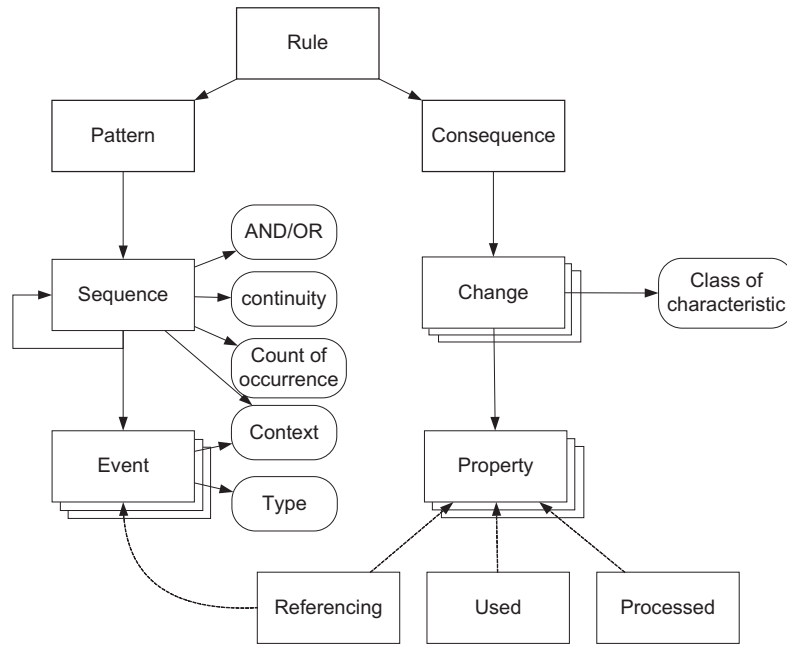 Rule
Pattern
Consequence
AND/OR
Sequence
continuity
Change
Class of
characteristic
Count of
occurrence
Event
Context
Property
Type
Referencing
Used
Processed